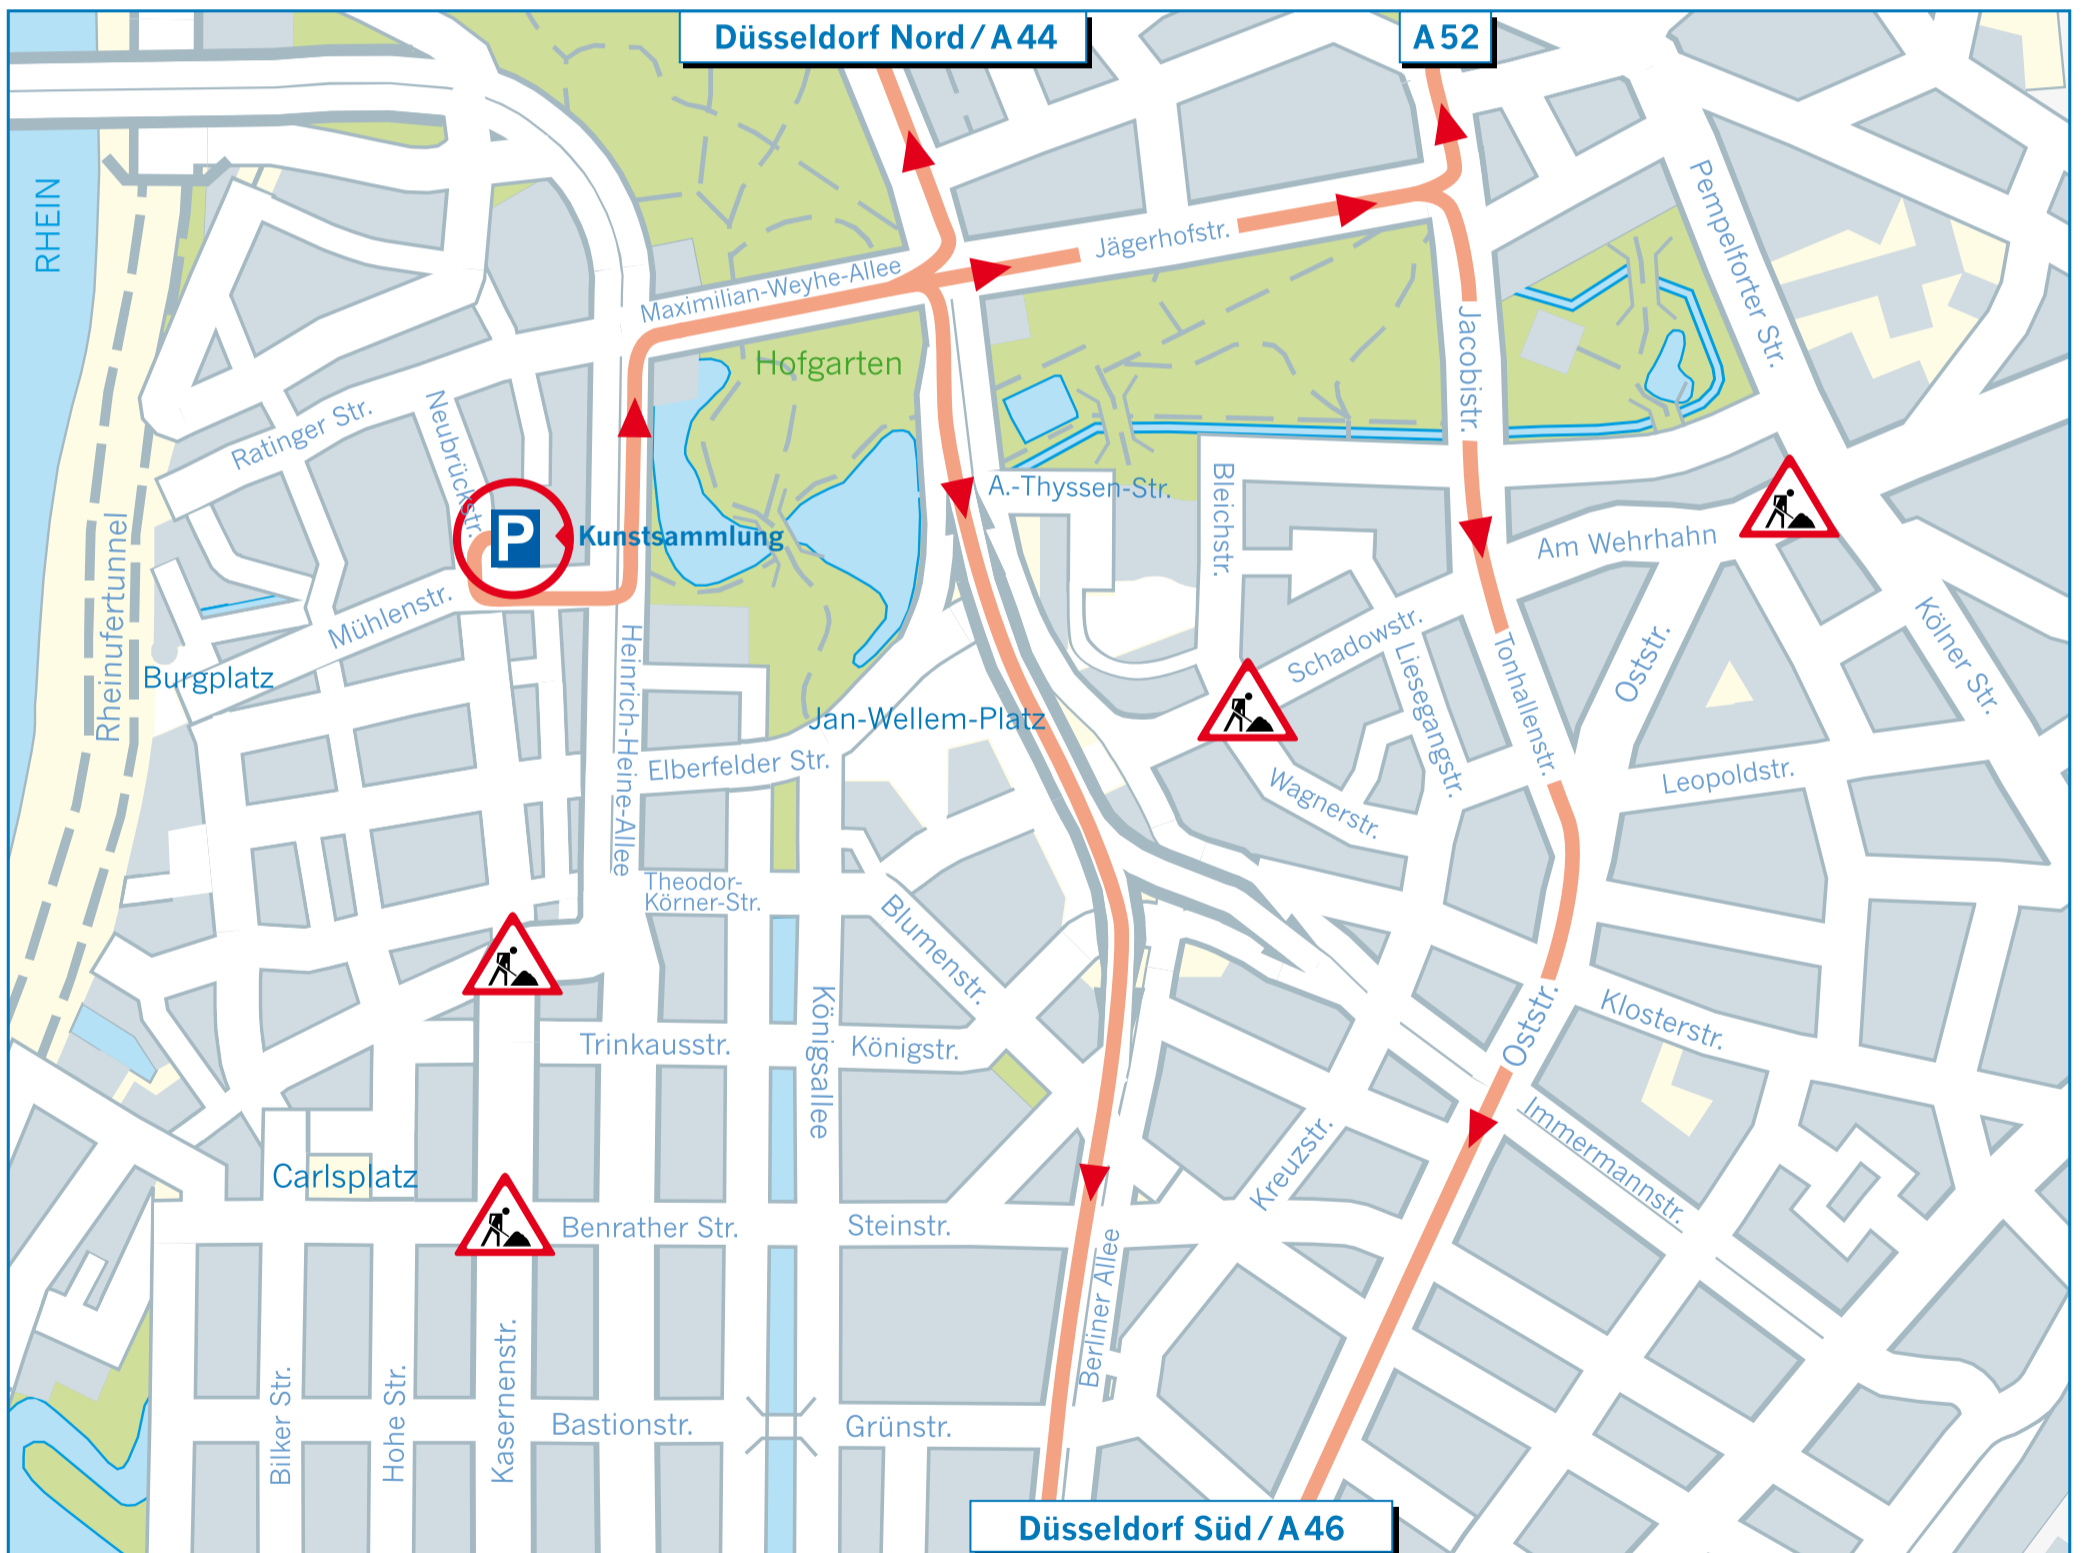 Düsseldorf Nord / A 44
A 52
RHEIN
Pempelforter Str.
Jägerhofstr.
Maximilian-Weyhe-Allee
Jacobistr.
Hofgarten
Ratinger Str.
Neubrückstr.
P
Kunstsammlung
A.-Thyssen-Str.
Bleichstr.
Am Wehrhahn
Rheinufertunnel
Mühlenstr.
Burgplatz
Heinrich-Heine-Allee
Schadowstr.
Liesegangstr.
Tonhallenstr.
Oststr.
Kölner Str.
Jan-Wellem-Platz
Elberfelder Str.
Wagnerstr.
Leopoldstr.
Theodor-
Körner-Str.
Blumenstr.
Königsallee
Trinkausstr.
Königstr.
Oststr.
Klosterstr.
Immermannstr.
Kreuzstr.
Carlsplatz
Benrather Str.
Steinstr.
Berliner Allee
Bilker Str.
Hohe Str.
Kasernenstr.
Bastionstr.
Grünstr.
Düsseldorf Süd / A 46